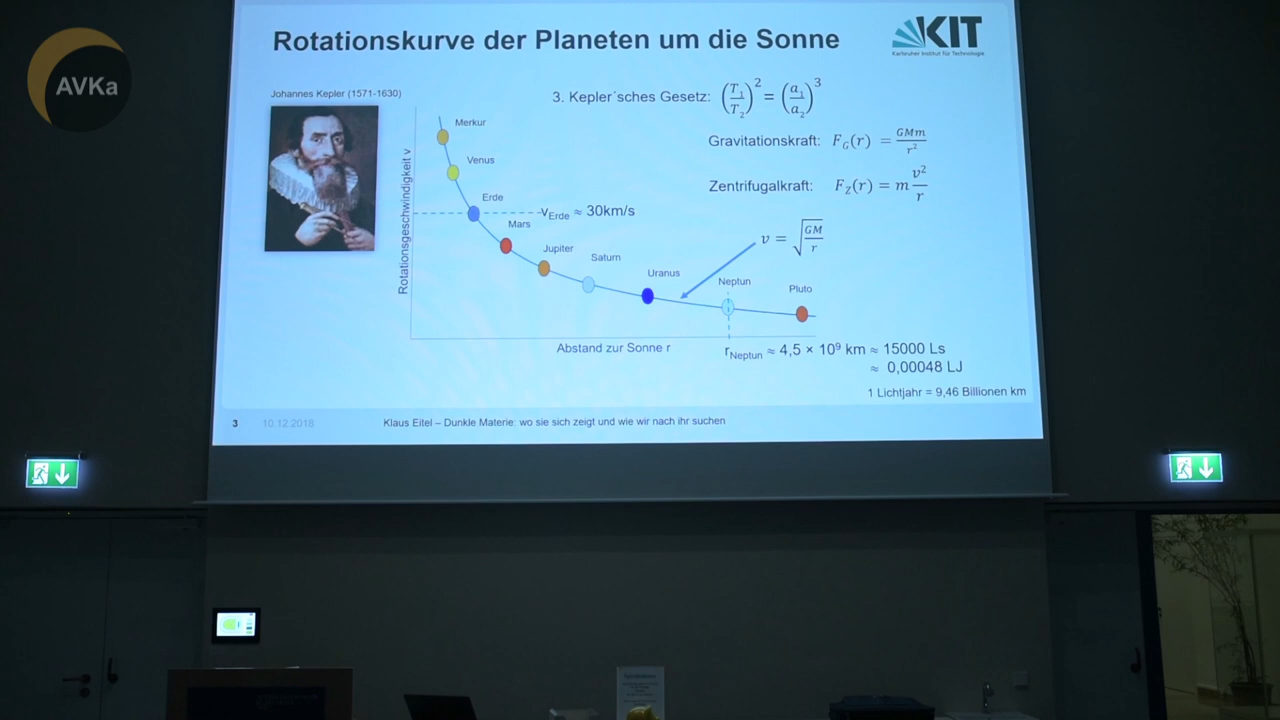 AVKa
Rotationskurve der Planeten um die Sonne
KIT
Karlsruher Institut für Technologie
Johannes Kepler (1571-1630)
3. Kepler´sches Gesetz: (T₁/T₂)² = (a₁/a₂)³
Gravitationskraft: F_G(r) = GMm/r²
Zentrifugalkraft: F_Z(r) = m v²/r
v = √(GM/r)
Rotationsgeschwindigkeit v
Merkur
Venus
Erde
v_Erde ≈ 30km/s
Mars
Jupiter
Saturn
Uranus
Neptun
Pluto
Abstand zur Sonne r
r_Neptun ≈ 4,5 × 10⁹ km ≈ 15000 Ls
≈ 0,00048 LJ
1 Lichtjahr = 9,46 Billionen km
3
10.12.2018
Klaus Eitel – Dunkle Materie: wo sie sich zeigt und wie wir nach ihr suchen